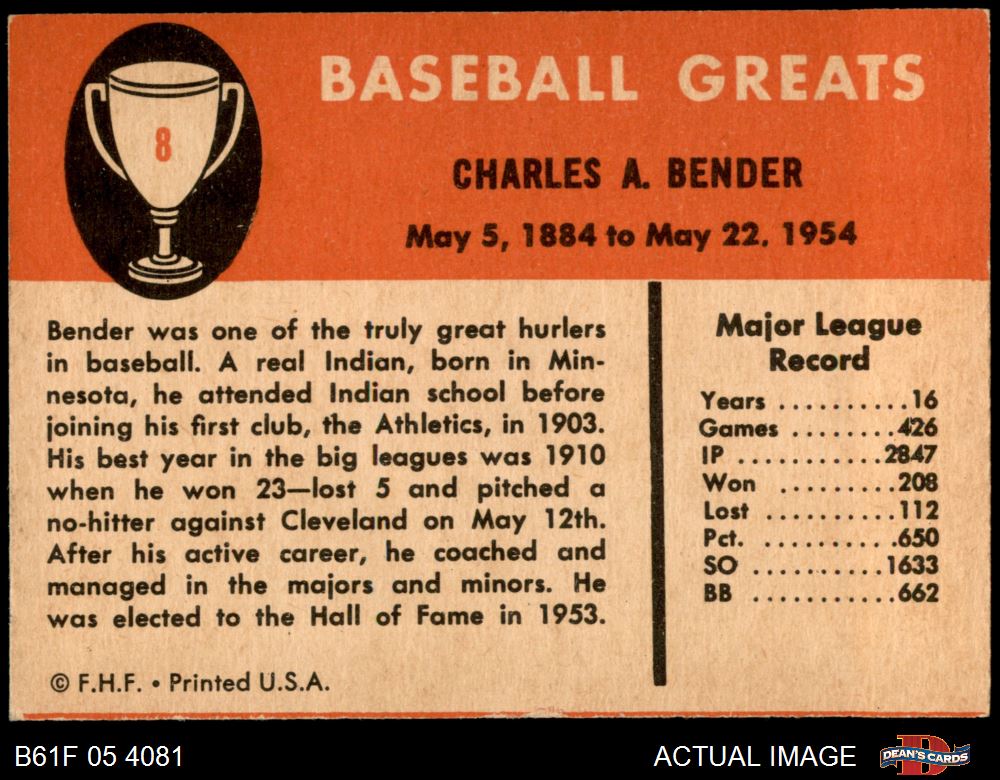 8
BASEBALL GREATS
CHARLES A. BENDER
May 5, 1884 to May 22, 1954
Bender was one of the truly great hurlers
in baseball. A real Indian, born in Min-
nesota, he attended Indian school before
joining his first club, the Athletics, in 1903.
His best year in the big leagues was 1910
when he won 23—lost 5 and pitched a
no-hitter against Cleveland on May 12th.
After his active career, he coached and
managed in the majors and minors. He
was elected to the Hall of Fame in 1953.
© F.H.F. • Printed U.S.A.
Major League
Record
Years ..........16
Games ........426
IP ...........2847
Won .........208
Lost ..........112
Pct. ...........650
SO ..........1633
BB ...........662
B61F 05 4081
ACTUAL IMAGE
D
DEAN'S CARDS